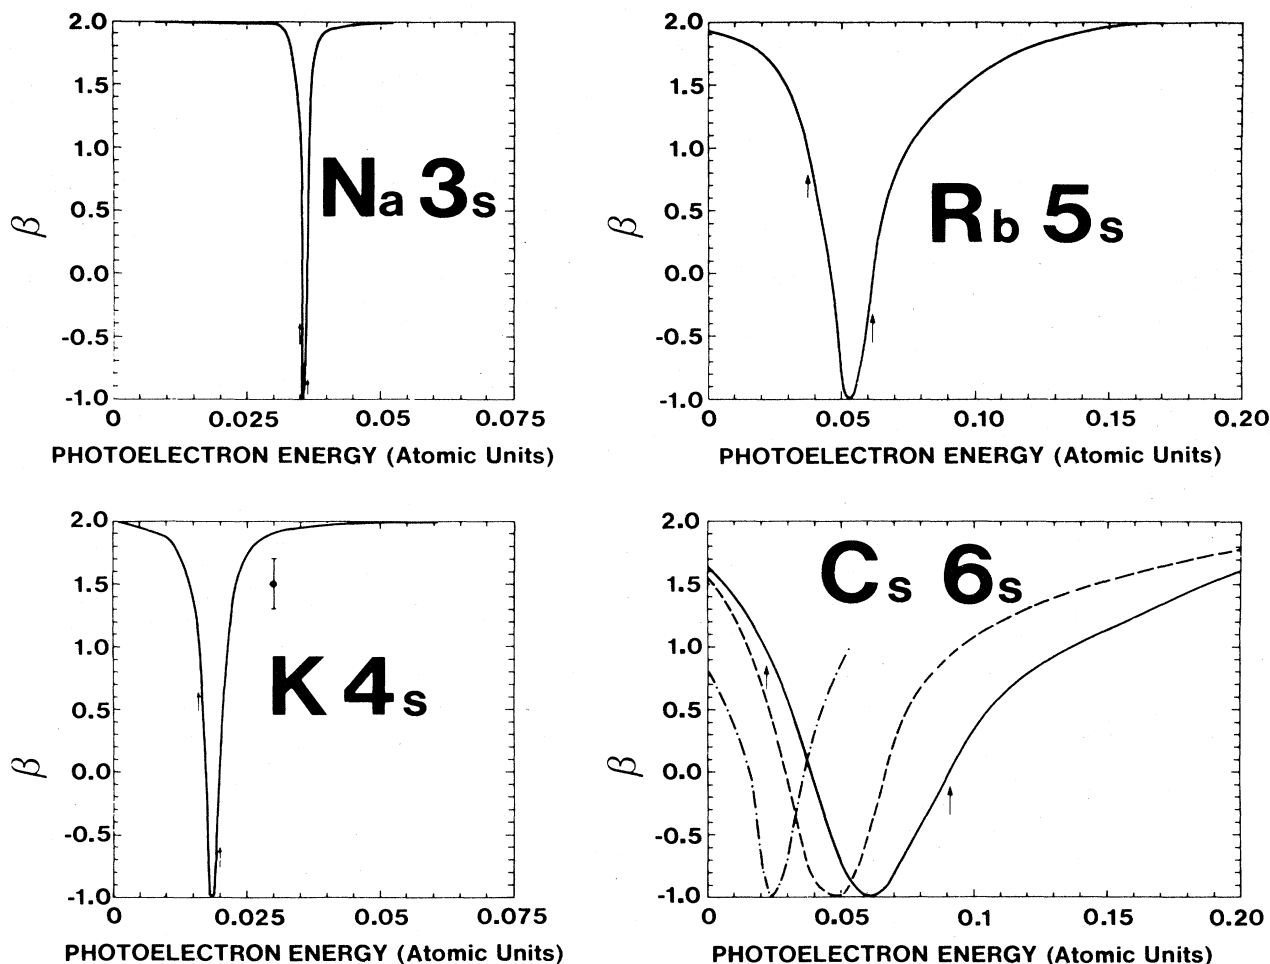 2.0
1.5
1.0
0.5
0.0
-0.5
-1.0
β
Na 3s
0 0.025 0.05 0.075
PHOTOELECTRON ENERGY (Atomic Units)
2.0
1.5
1.0
0.5
0.0
-0.5
-1.0
β
Rb 5s
0 0.05 0.10 0.15 0.20
PHOTOELECTRON ENERGY (Atomic Units)
2.0
1.5
1.0
0.5
0.0
-0.5
-1.0
β
K 4s
0 0.025 0.05 0.075
PHOTOELECTRON ENERGY (Atomic Units)
2.0
1.5
1.0
0.5
0.0
-0.5
-1.0
β
Cs 6s
0 0.05 0.1 0.15 0.20
PHOTOELECTRON ENERGY (Atomic Units)